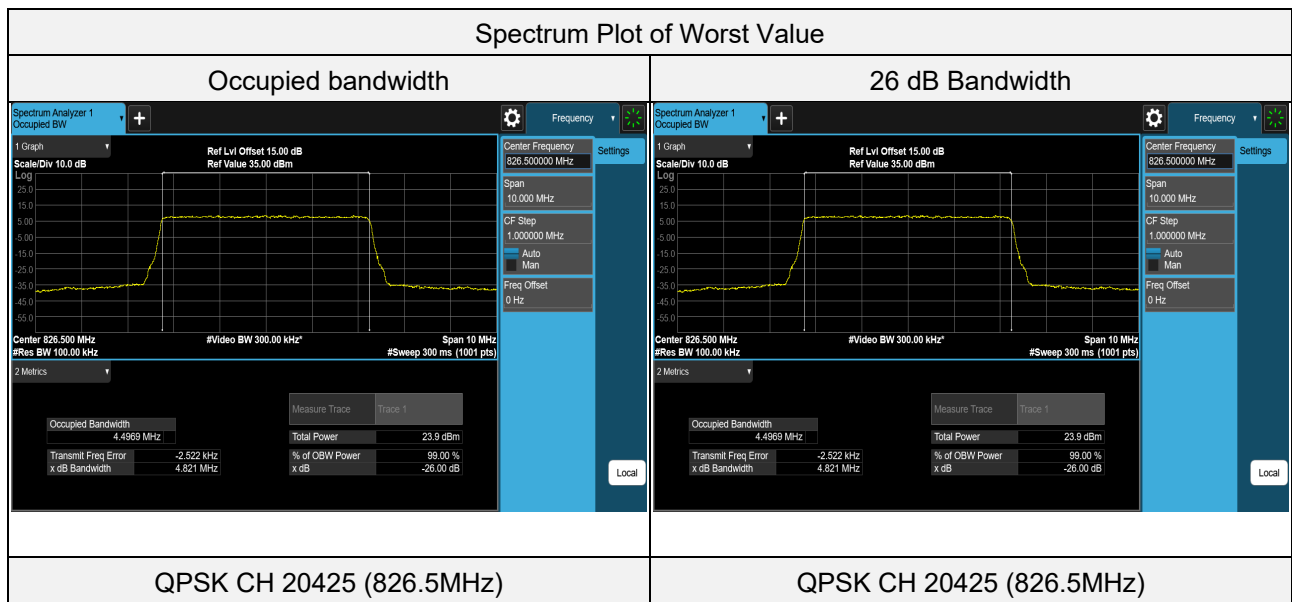 Spectrum Plot of Worst Value
Occupied bandwidth
26 dB Bandwidth
Spectrum Analyzer 1
Occupied BW
+
Frequency
1 Graph
Scale/Div 10.0 dB
Ref Lvl Offset 15.00 dB
Ref Value 35.00 dBm
Log
25.0
15.0
5.00
-5.00
-15.0
-25.0
-35.0
-45.0
-55.0
Center 826.500 MHz
#Video BW 300.00 kHz*
Span 10 MHz
#Res BW 100.00 kHz
#Sweep 300 ms (1001 pts)
2 Metrics
Measure Trace Trace 1
Occupied Bandwidth
4.4969 MHz
Total Power 23.9 dBm
Transmit Freq Error -2.522 kHz
% of OBW Power 99.00 %
x dB Bandwidth 4.821 MHz
x dB -26.00 dB
Center Frequency
826.500000 MHz
Settings
Span
10.000 MHz
CF Step
1.000000 MHz
Auto
Man
Freq Offset
0 Hz
Local
Spectrum Analyzer 1
Occupied BW
+
Frequency
1 Graph
Scale/Div 10.0 dB
Ref Lvl Offset 15.00 dB
Ref Value 35.00 dBm
Log
25.0
15.0
5.00
-5.00
-15.0
-25.0
-35.0
-45.0
-55.0
Center 826.500 MHz
#Video BW 300.00 kHz*
Span 10 MHz
#Res BW 100.00 kHz
#Sweep 300 ms (1001 pts)
2 Metrics
Measure Trace Trace 1
Occupied Bandwidth
4.4969 MHz
Total Power 23.9 dBm
Transmit Freq Error -2.522 kHz
% of OBW Power 99.00 %
x dB Bandwidth 4.821 MHz
x dB -26.00 dB
Center Frequency
826.500000 MHz
Settings
Span
10.000 MHz
CF Step
1.000000 MHz
Auto
Man
Freq Offset
0 Hz
Local
QPSK CH 20425 (826.5MHz)
QPSK CH 20425 (826.5MHz)